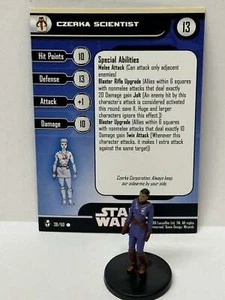 CZERKA SCIENTIST
13
Hit Points 10
Defense 13
Attack +1
Damage 10
Special Abilities
Melee Attack (Can attack only adjacent
enemies)
Blaster Rifle Upgrade (Allies within 6 squares
with nonmelee attacks that deal exactly
20 Damage gain Jolt [An enemy hit by this
character's attack is considered activated
this round; save 11. Huge and larger
characters ignore this effect.])
Blaster Upgrade (Allies within 6 squares
with nonmelee attacks that deal exactly 10
Damage gain Twin Attack [Whenever this
character attacks, it makes 1 extra attack
against the same target])
Czerka Corporation: Always keep
our unbeams by your side.
STAR
WARS